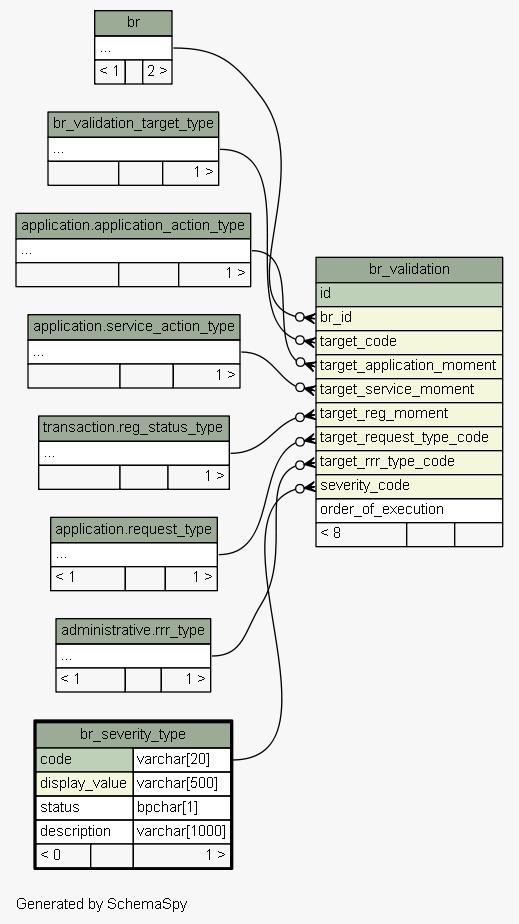 br
...
< 1 2 >
br_validation_target_type
...
1 >
application.application_action_type
...
1 >
application.service_action_type
...
1 >
transaction.reg_status_type
...
1 >
application.request_type
...
< 1 1 >
administrative.rrr_type
...
< 1 1 >
br_severity_type
code varchar[20]
display_value varchar[500]
status bpchar[1]
description varchar[1000]
< 0 1 >
br_validation
id
br_id
target_code
target_application_moment
target_service_moment
target_reg_moment
target_request_type_code
target_rrr_type_code
severity_code
order_of_execution
< 8
Generated by SchemaSpy